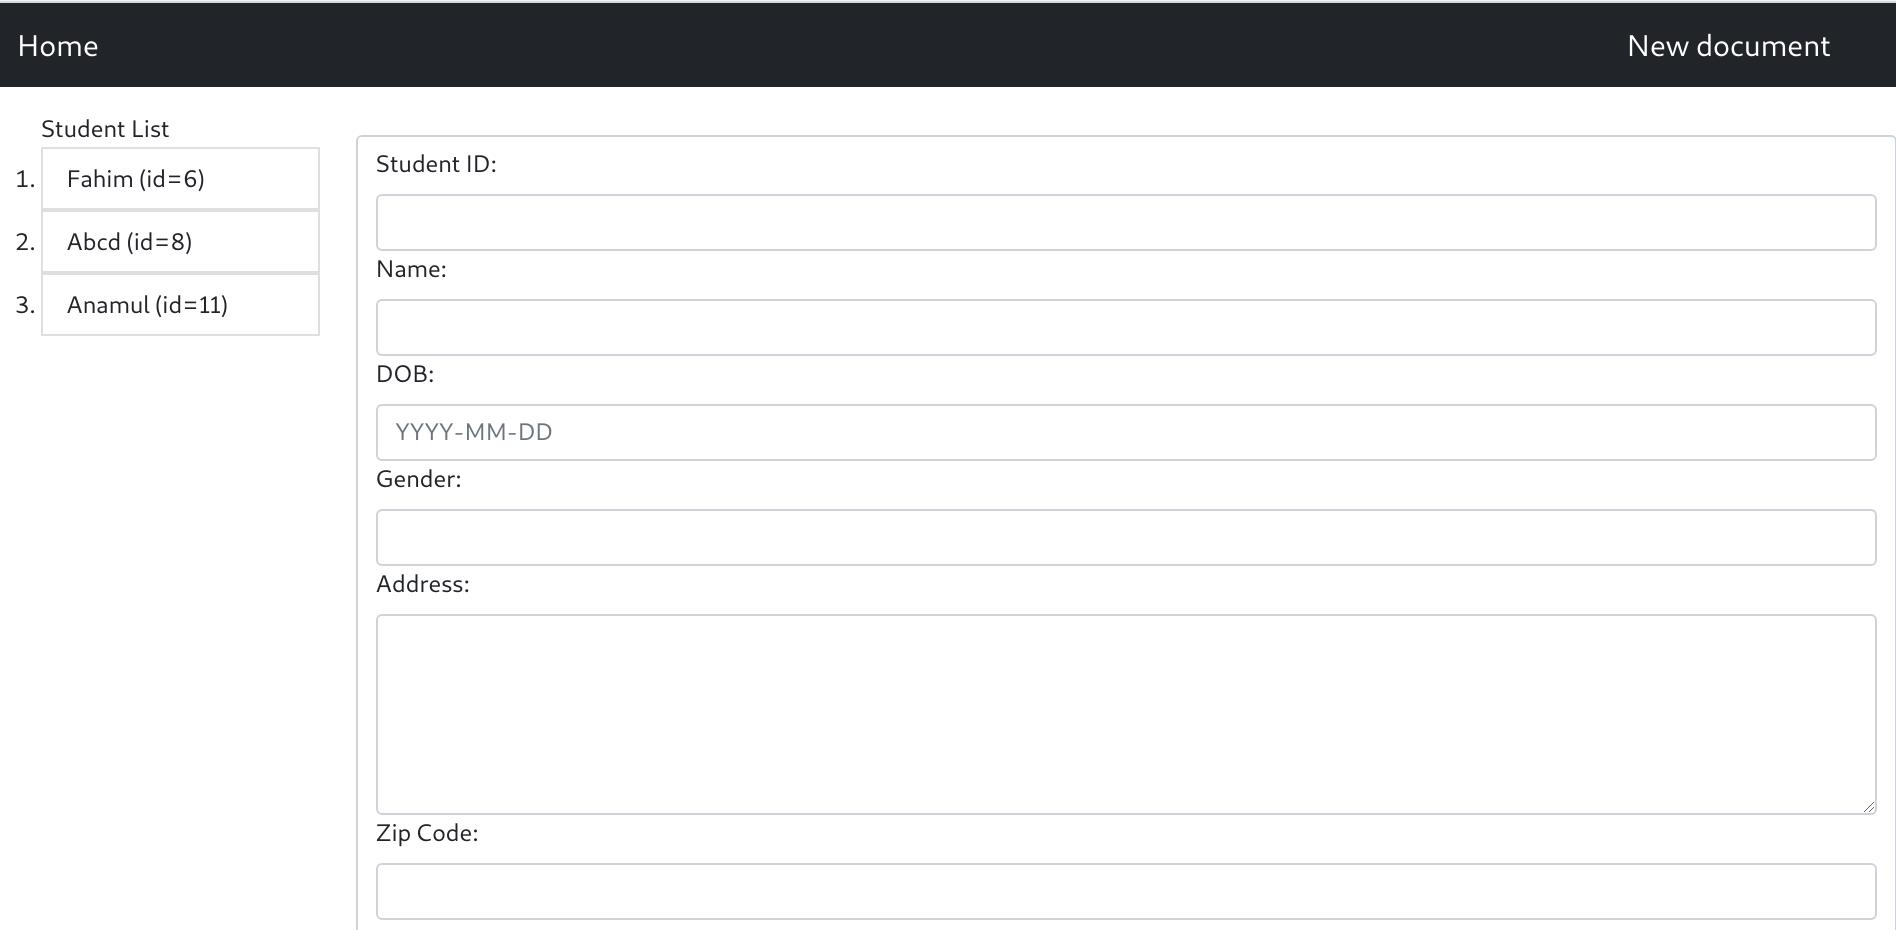 Home New document
Student List
1. Fahim (id=6)
2. Abcd (id=8)
3. Anamul (id=11)
Student ID:
Name:
DOB:
YYYY-MM-DD
Gender:
Address:
Zip Code: